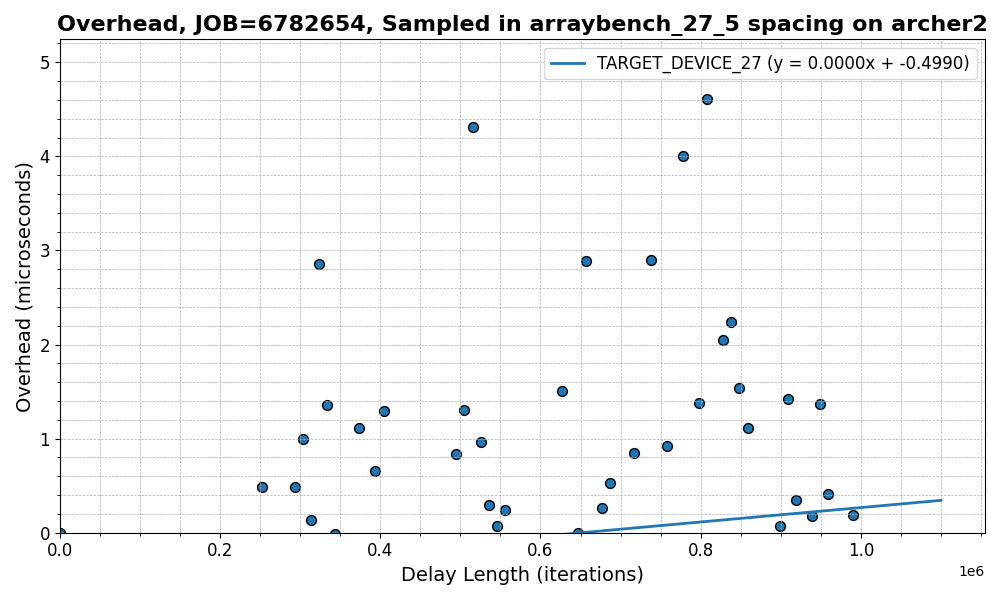 Overhead, JOB=6782654, Sampled in arraybench_27_5 spacing on archer2
TARGET_DEVICE_27 (y = 0.0000x + -0.4990)
Overhead (microseconds)
5
4
3
2
1
0
0.0 0.2 0.4 0.6 0.8 1.0
1e6
Delay Length (iterations)